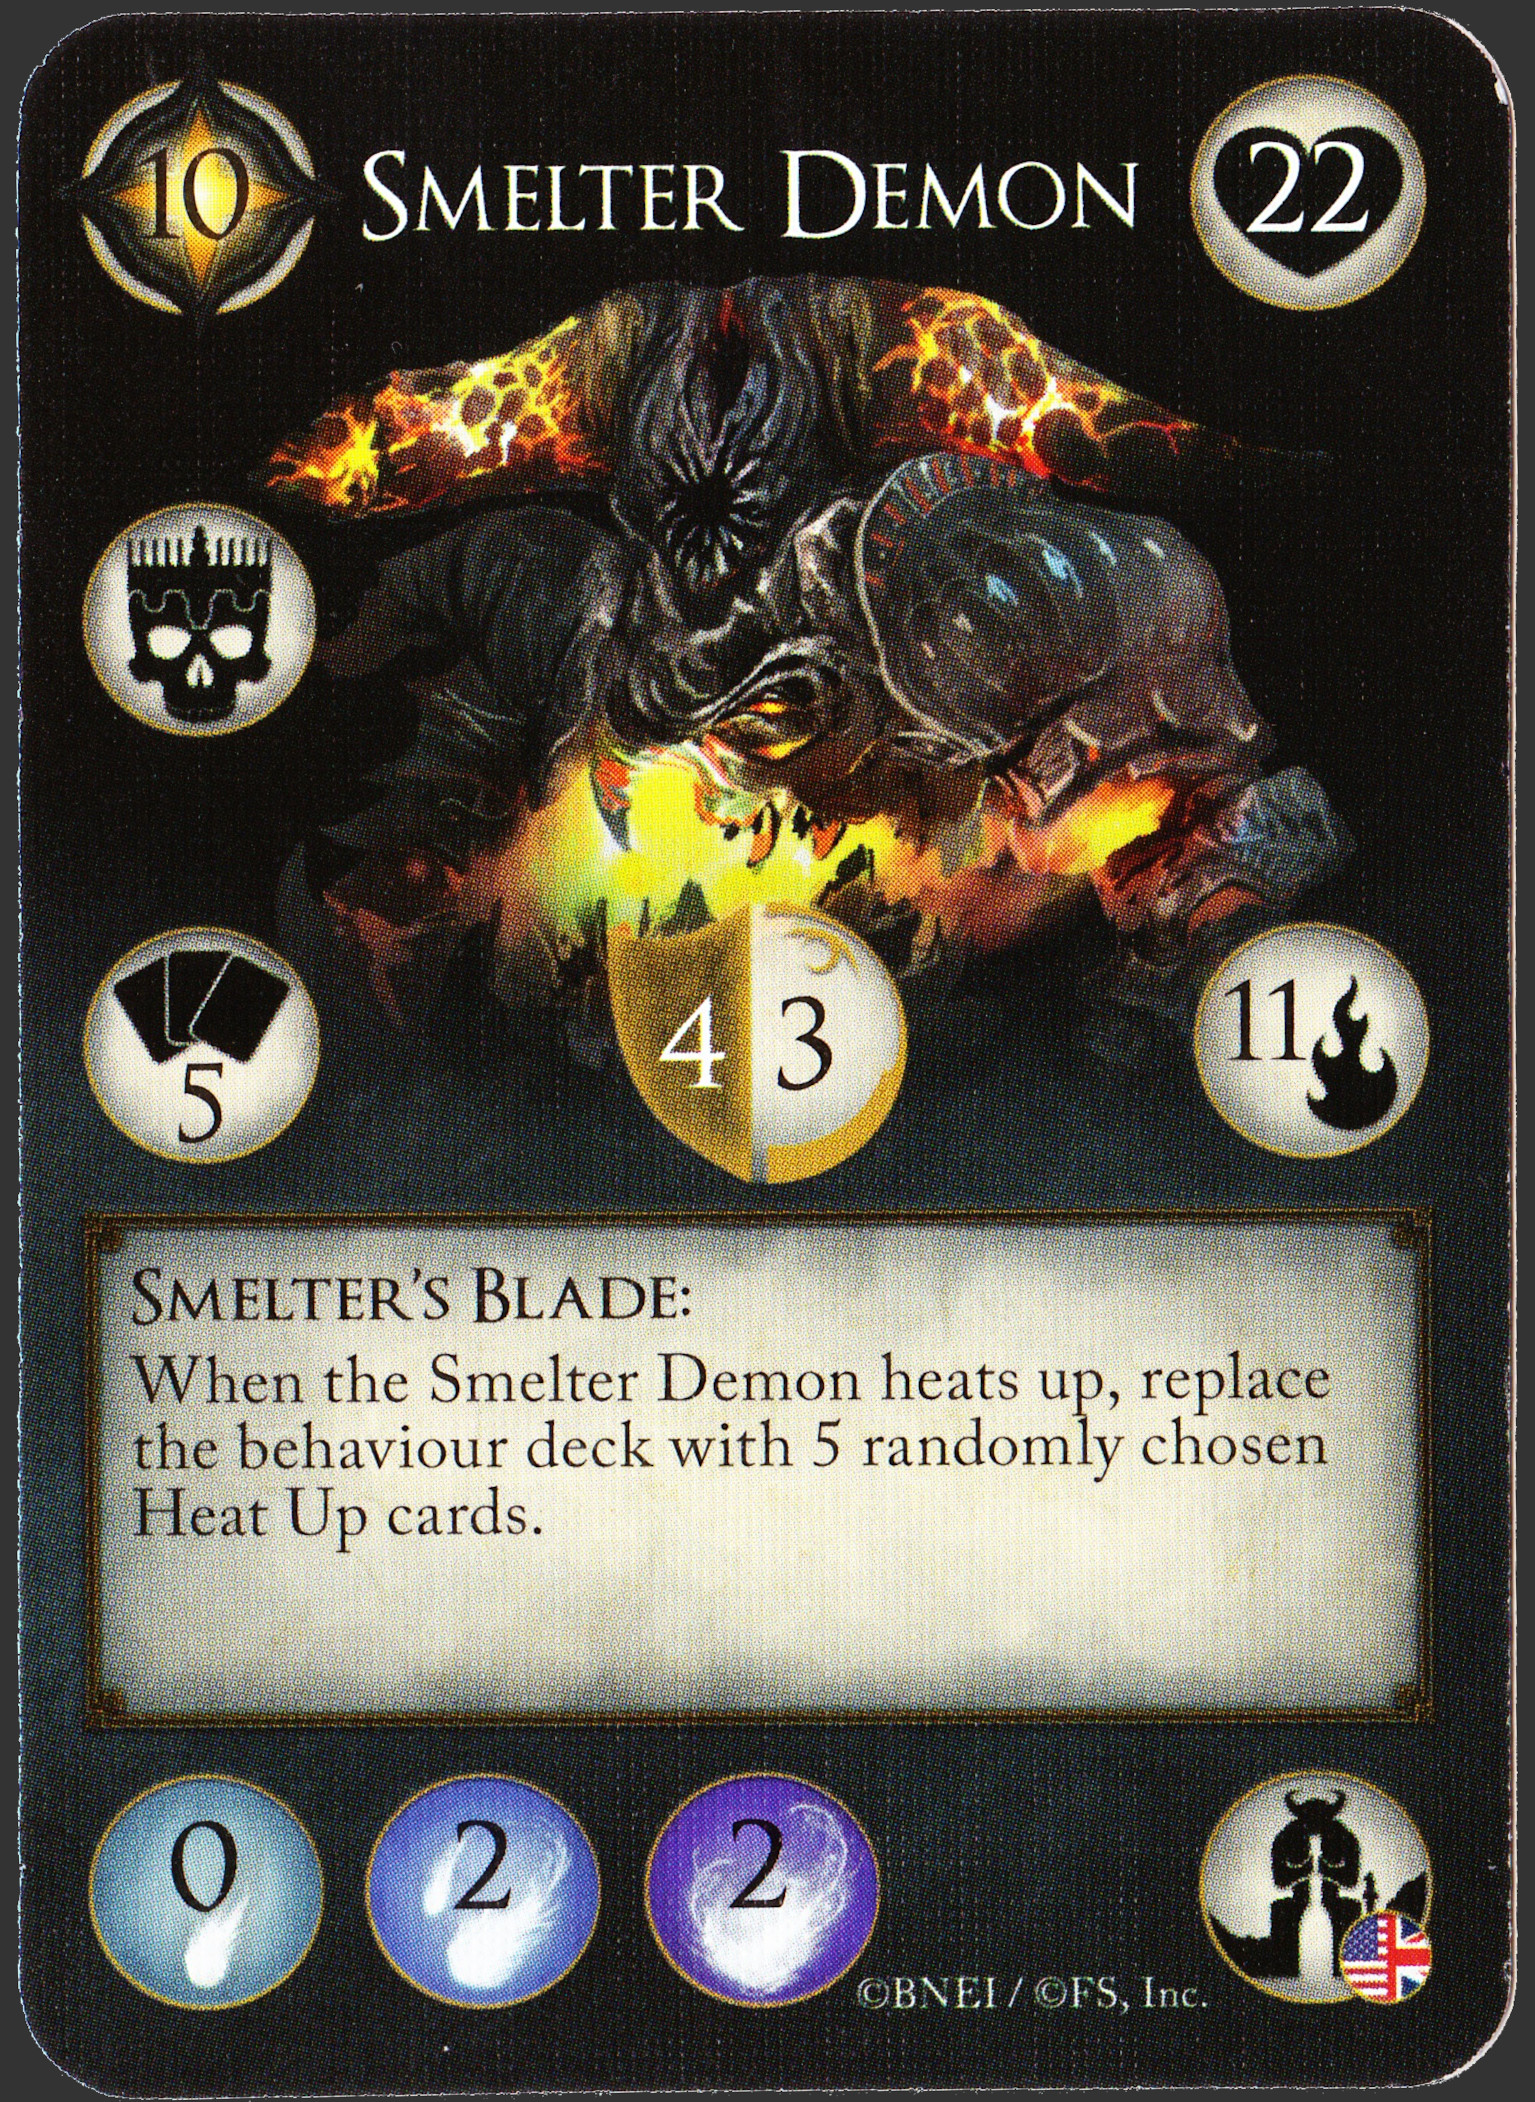 10
SMELTER DEMON
22
5
4 3
11
SMELTER'S BLADE:
When the Smelter Demon heats up, replace
the behaviour deck with 5 randomly chosen
Heat Up cards.
0 2 2
©BNEI / ©FS, Inc.